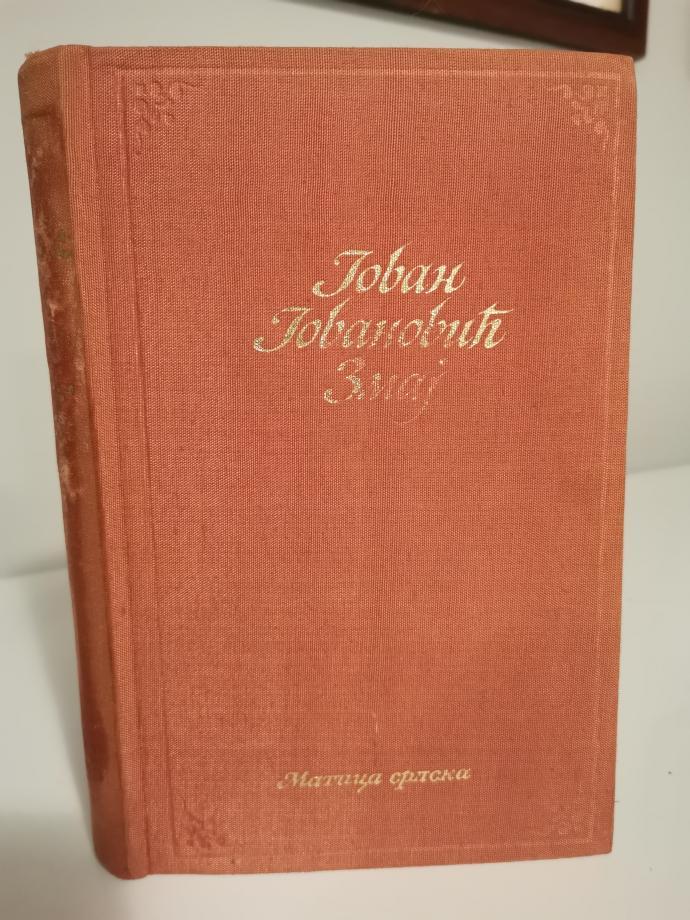 Јован
Јовановић
Змај
Матица српска